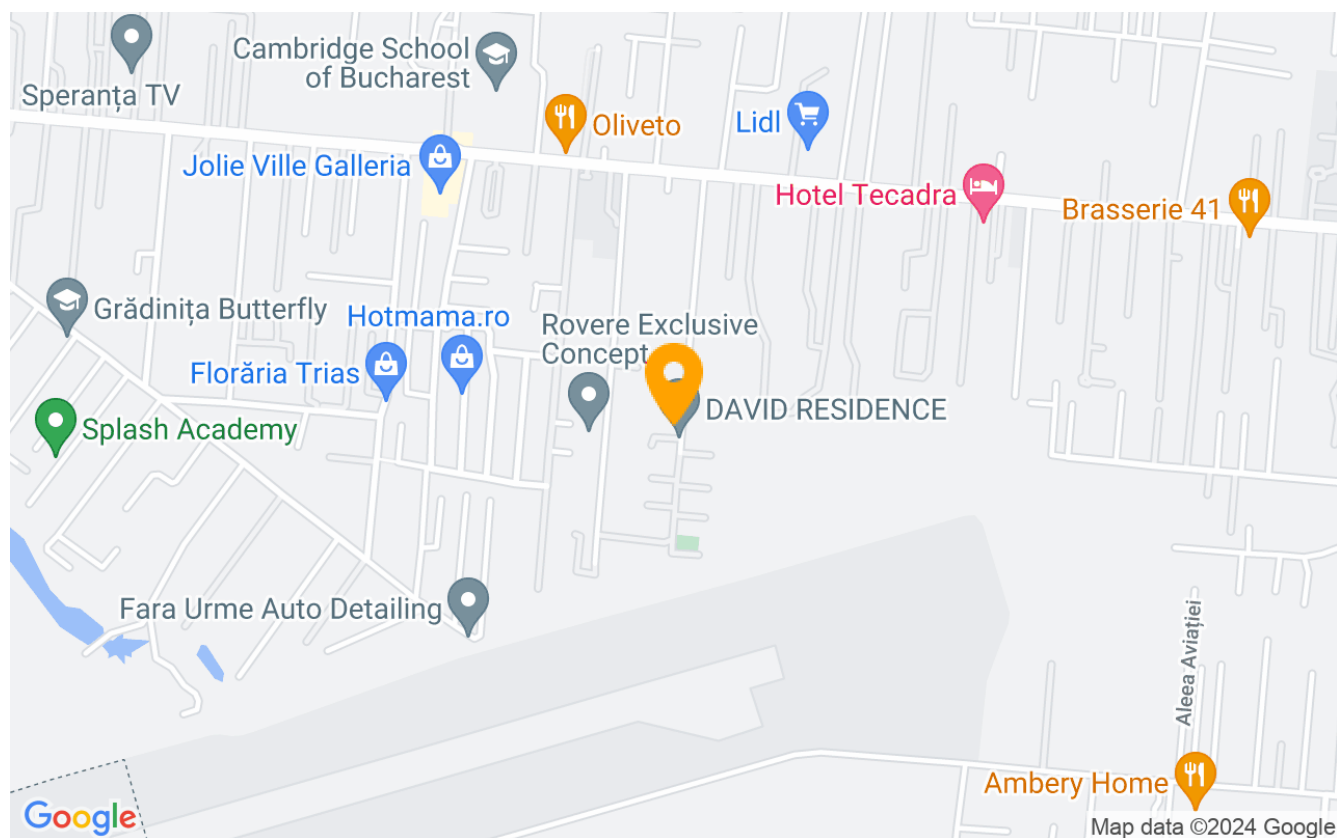 Cambridge School
of Bucharest
Speranța TV
Oliveto
Lidl
Jolie Ville Galleria
Hotel Tecadra
Brasserie 41
Grădinița Butterfly
Hotmama.ro
Rovere Exclusive
Concept
Florăria Trias
DAVID RESIDENCE
Splash Academy
Fara Urme Auto Detailing
Aleea Aviației
Ambery Home
Google
Map data ©2024 Google